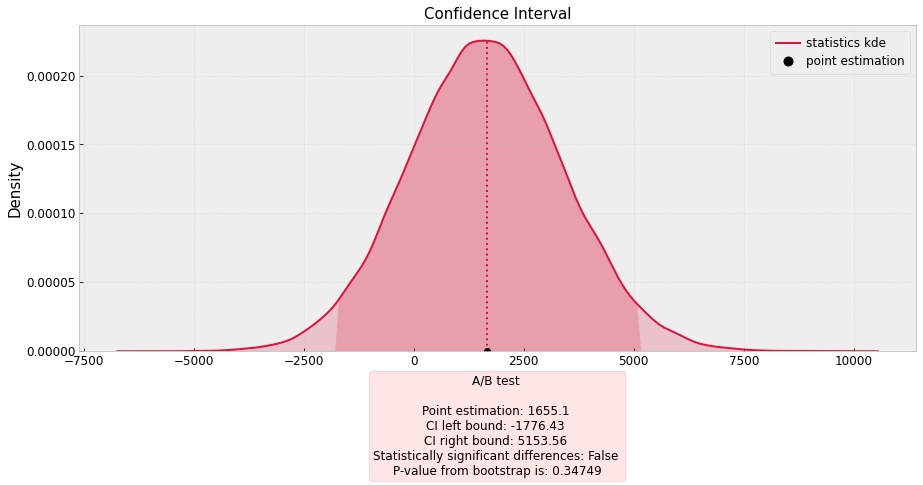 Confidence Interval
statistics kde
point estimation
Density
0.00020
0.00015
0.00010
0.00005
0.00000
−7500 −5000 −2500 0 2500 5000 7500 10000
A/B test
Point estimation: 1655.1
CI left bound: -1776.43
CI right bound: 5153.56
Statistically significant differences: False
P-value from bootstrap is: 0.34749